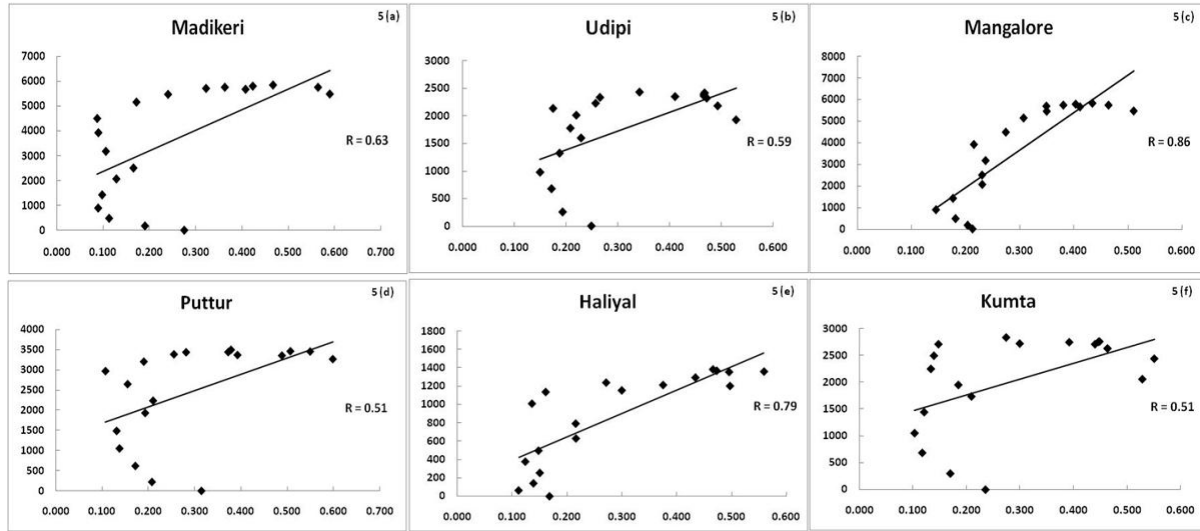 5 (a)
Madikeri
7000
6000
5000
4000
3000
2000
1000
0
R = 0.63
0.000 0.100 0.200 0.300 0.400 0.500 0.600 0.700
5 (b)
Udipi
3000
2500
2000
1500
1000
500
0
R = 0.59
0.000 0.100 0.200 0.300 0.400 0.500 0.600
5 (c)
Mangalore
8000
7000
6000
5000
4000
3000
2000
1000
0
R = 0.86
0.000 0.100 0.200 0.300 0.400 0.500 0.600
5 (d)
Puttur
4000
3500
3000
2500
2000
1500
1000
500
0
R = 0.51
0.000 0.100 0.200 0.300 0.400 0.500 0.600 0.700
5 (e)
Haliyal
1800
1600
1400
1200
1000
800
600
400
200
0
R = 0.79
0.000 0.100 0.200 0.300 0.400 0.500 0.600
5 (f)
Kumta
3000
2500
2000
1500
1000
500
0
R = 0.51
0.000 0.100 0.200 0.300 0.400 0.500 0.600